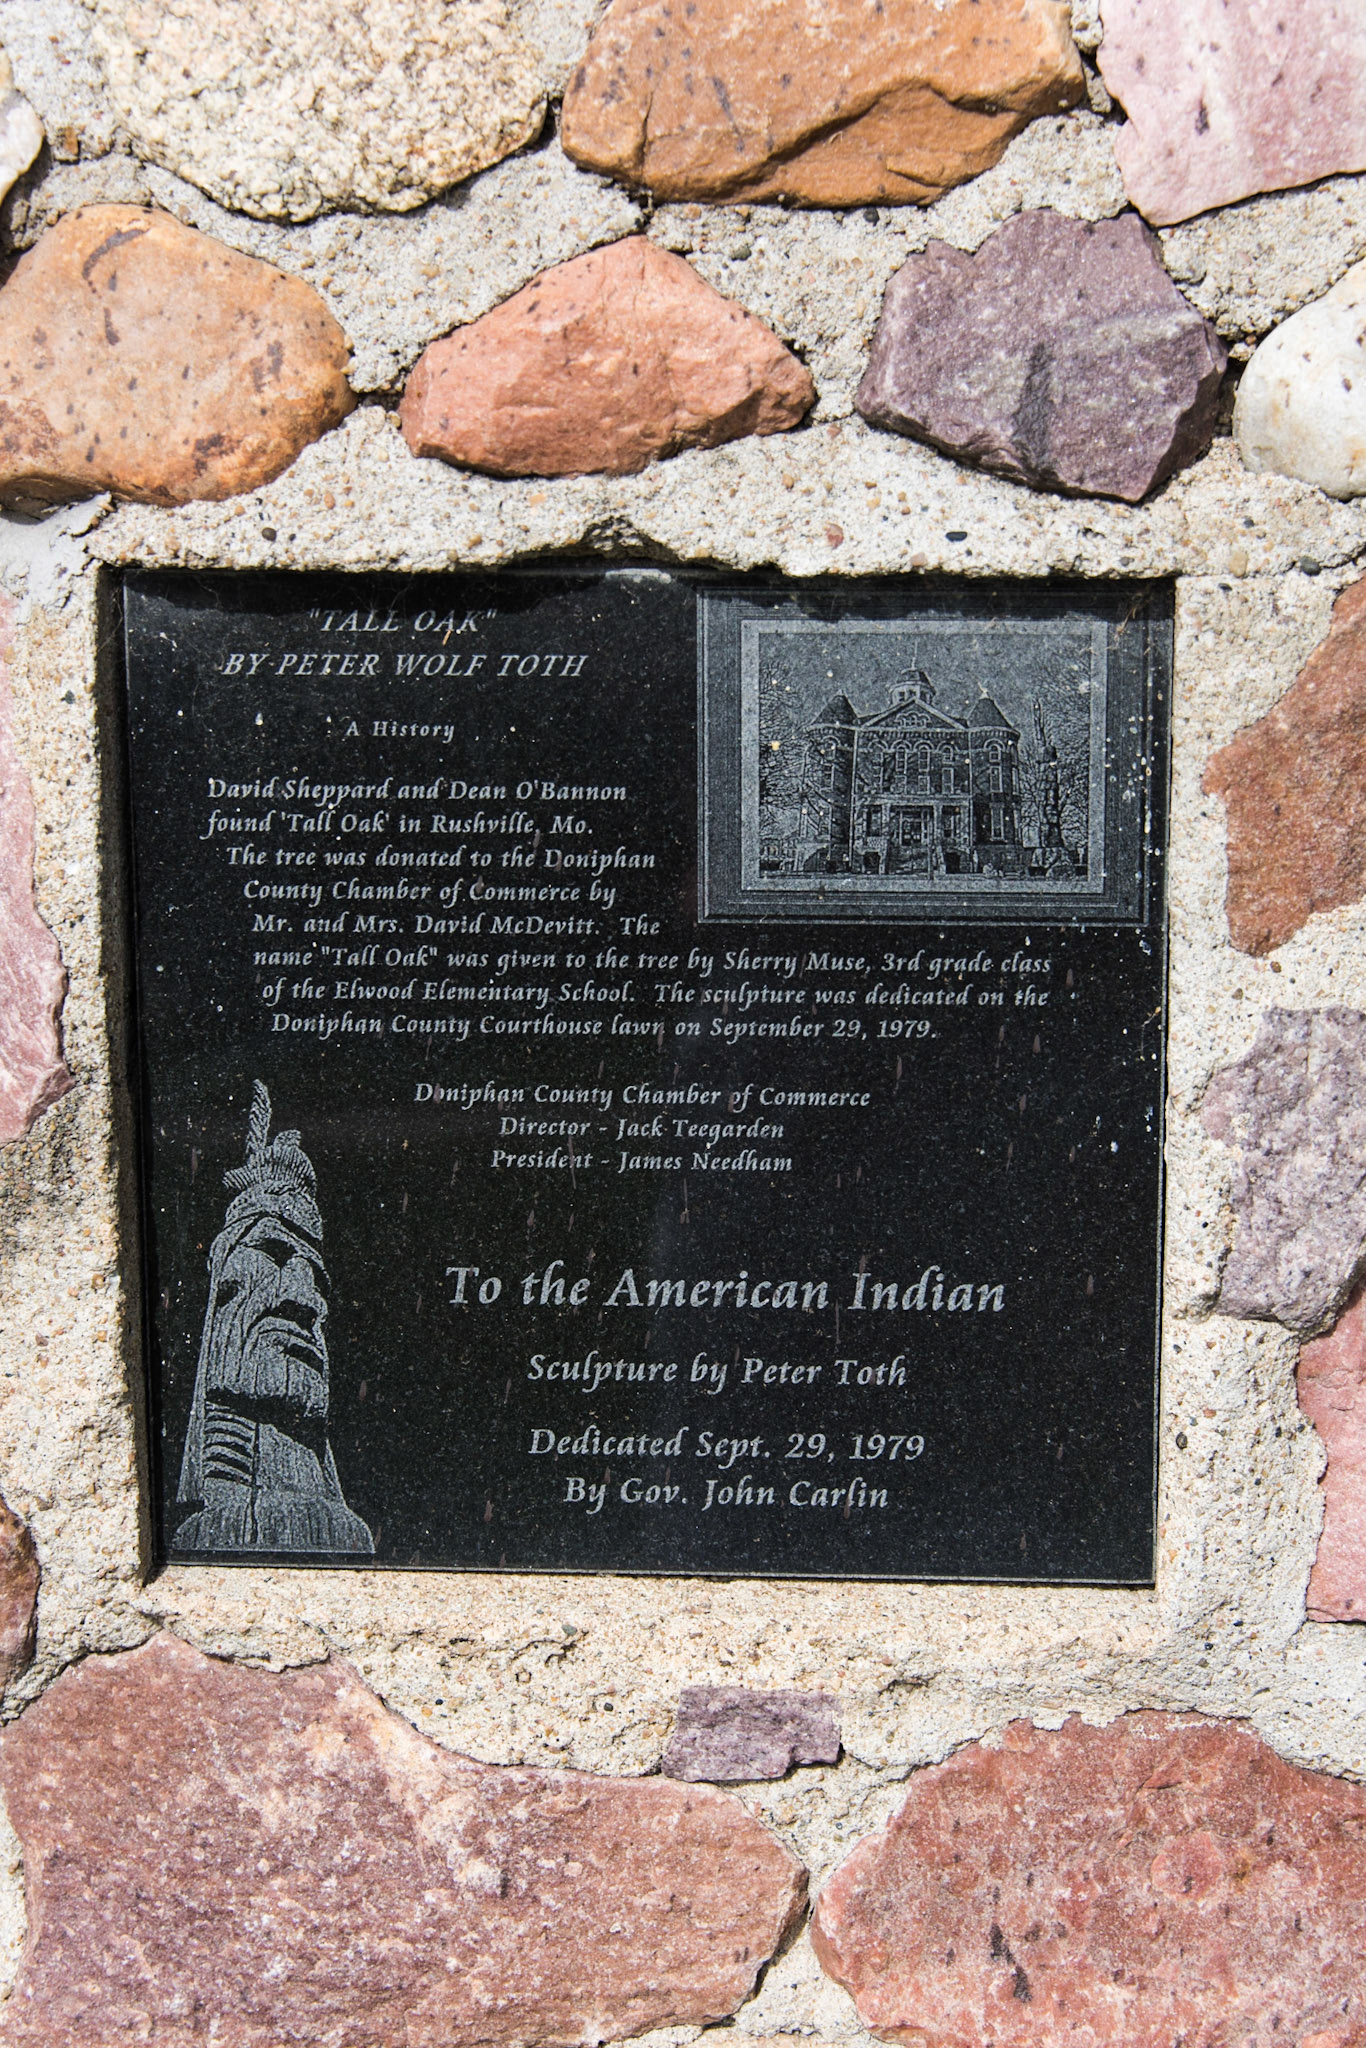 "TALL OAK"
BY PETER WOLF TOTH
A History
David Sheppard and Dean O'Bannon
found 'Tall Oak' in Rushville, Mo.
The tree was donated to the Doniphan
County Chamber of Commerce by
Mr. and Mrs. David McDevitt. The
name "Tall Oak" was given to the tree by Sherry Muse, 3rd grade class
of the Elwood Elementary School. The sculpture was dedicated on the
Doniphan County Courthouse lawn on September 29, 1979.
Doniphan County Chamber of Commerce
Director - Jack Teegarden
President - James Needham
To the American Indian
Sculpture by Peter Toth
Dedicated Sept. 29, 1979
By Gov. John Carlin